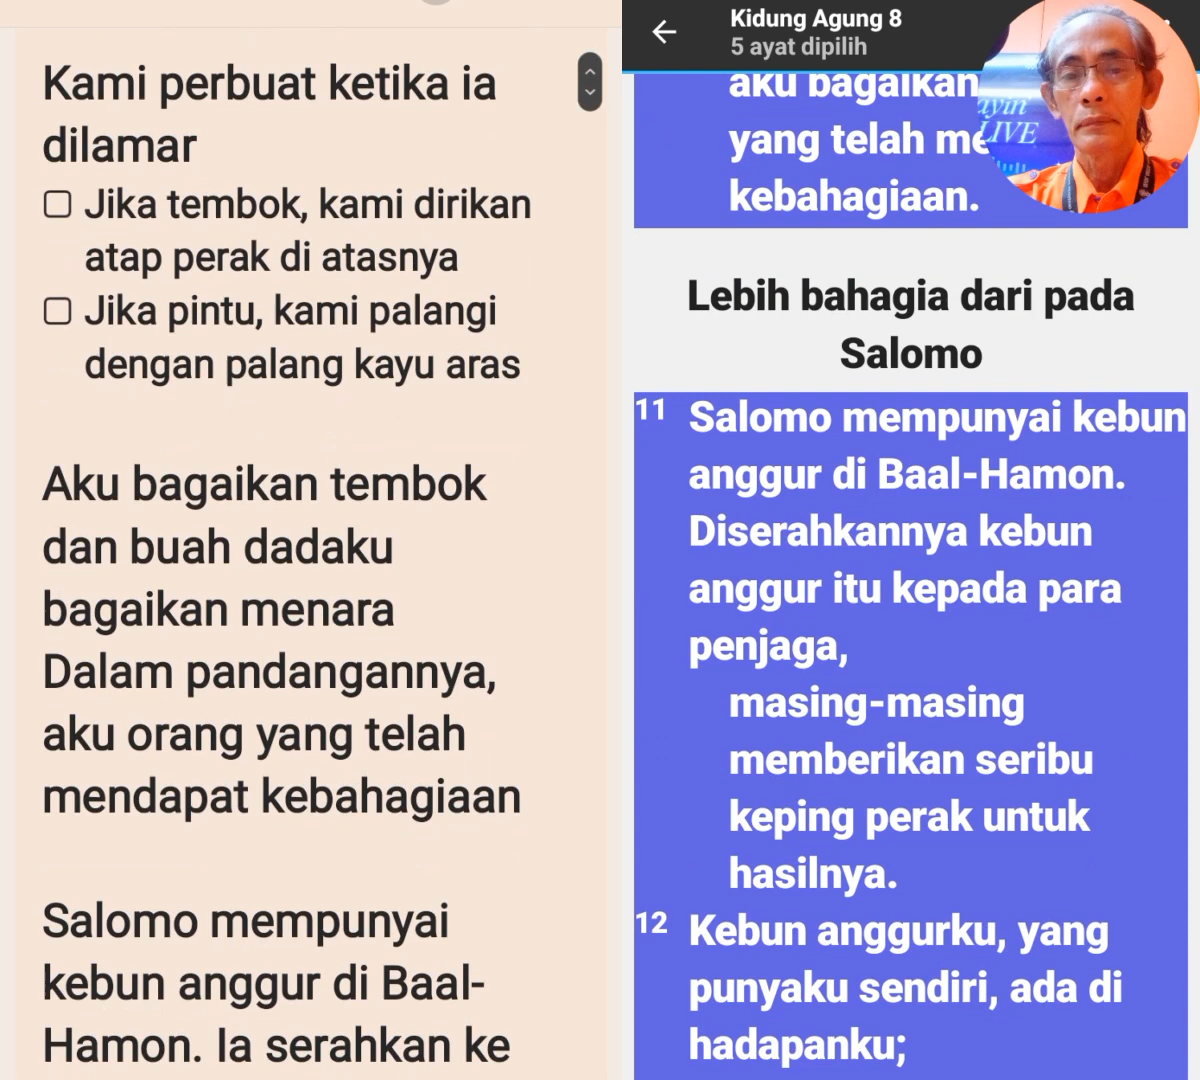 Kami perbuat ketika ia
dilamar
Jika tembok, kami dirikan
atap perak di atasnya
Jika pintu, kami palangi
dengan palang kayu aras
Aku bagaikan tembok
dan buah dadaku
bagaikan menara
Dalam pandangannya,
aku orang yang telah
mendapat kebahagiaan
Salomo mempunyai
kebun anggur di Baal-
Hamon. Ia serahkan ke
Kidung Agung 8
5 ayat dipilih
aku bagaikan
yang telah me
kebahagiaan.
ayin
LIVE
Lebih bahagia dari pada
Salomo
11 Salomo mempunyai kebun
anggur di Baal-Hamon.
Diserahkannya kebun
anggur itu kepada para
penjaga,
masing-masing
memberikan seribu
keping perak untuk
hasilnya.
12 Kebun anggurku, yang
punyaku sendiri, ada di
hadapanku;